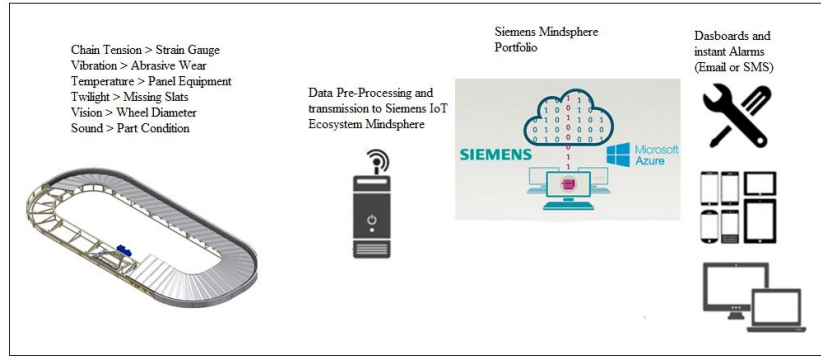 Chain Tension > Strain Gauge
Vibration > Abrasive Wear
Temperature > Panel Equipment
Twilight > Missing Slats
Vision > Wheel Diameter
Sound > Part Condition
Data Pre-Processing and
transmission to Siemens IoT
Ecosystem Mindsphere
Siemens Mindsphere
Portfolio
SIEMENS
Microsoft
Azure
Dasboards and
instant Alarms
(Email or SMS)